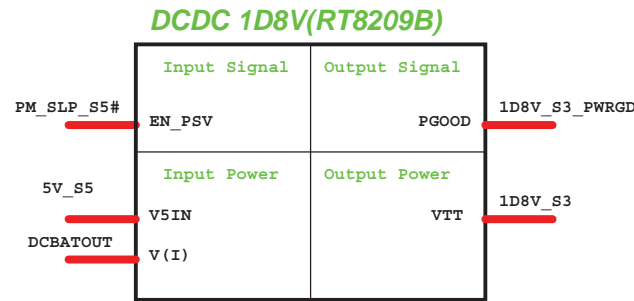 DCDC 1D8V(RT8209B)
Input Signal
Output Signal
PM_SLP_S5#
EN_PSV
PGOOD
1D8V_S3_PWRGD
Input Power
Output Power
5V_S5
V5IN
VTT
1D8V_S3
DCBATOUT
V(I)